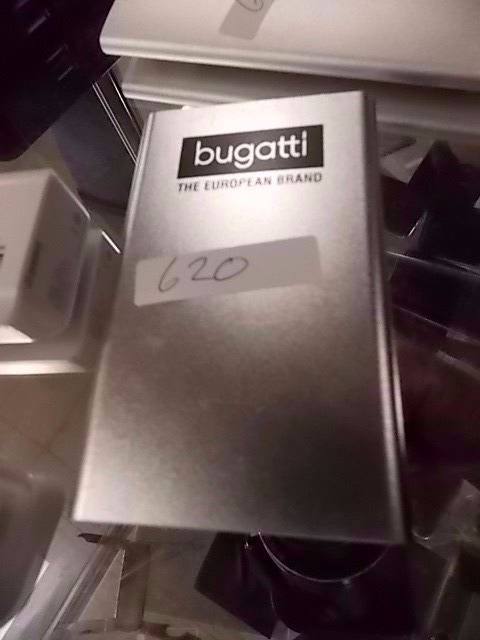 bugatti
THE EUROPEAN BRAND
620